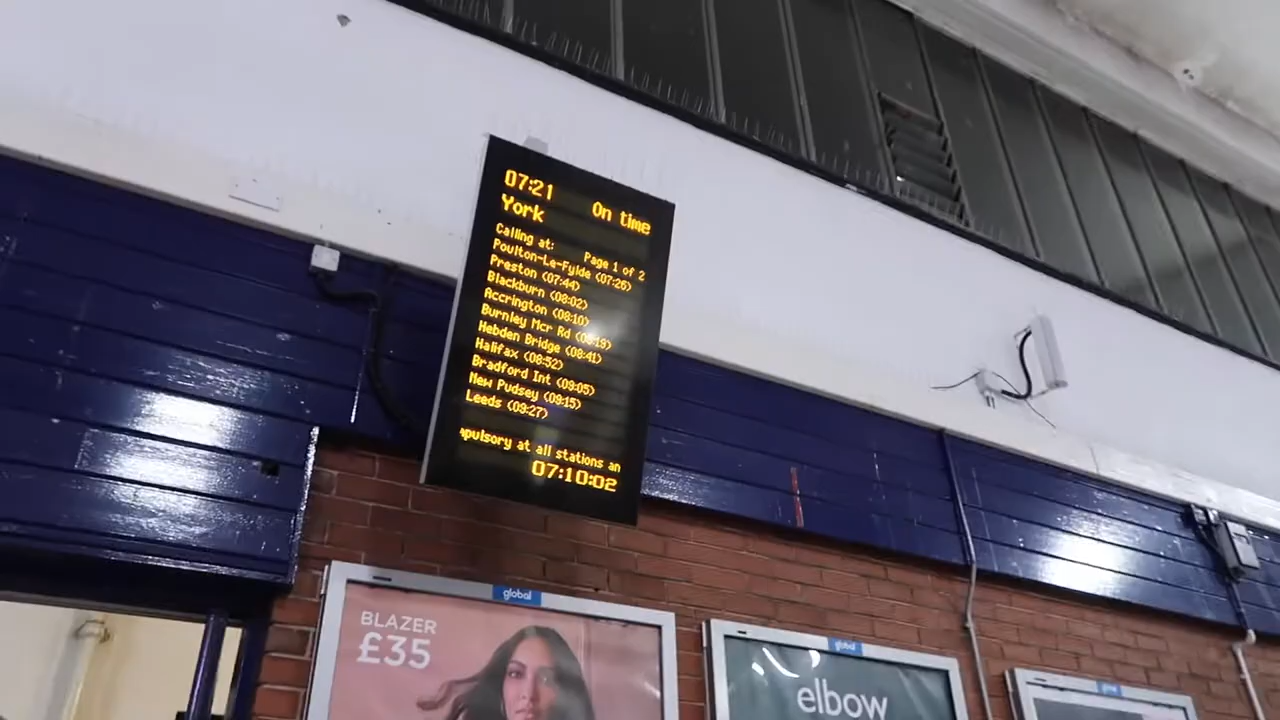 07:21 On time
York
Calling at: Page 1 of 2
Poulton-Le-Fylde (07:26)
Preston (07:44)
Blackburn (08:02)
Accrington (08:10)
Burnley Mcr Rd (08:19)
Hebden Bridge (08:41)
Halifax (08:52)
Bradford Int (09:05)
New Pudsey (09:15)
Leeds (09:27)
mpulsory at all stations an
07:10:02
global
BLAZER
£35
global
elbow